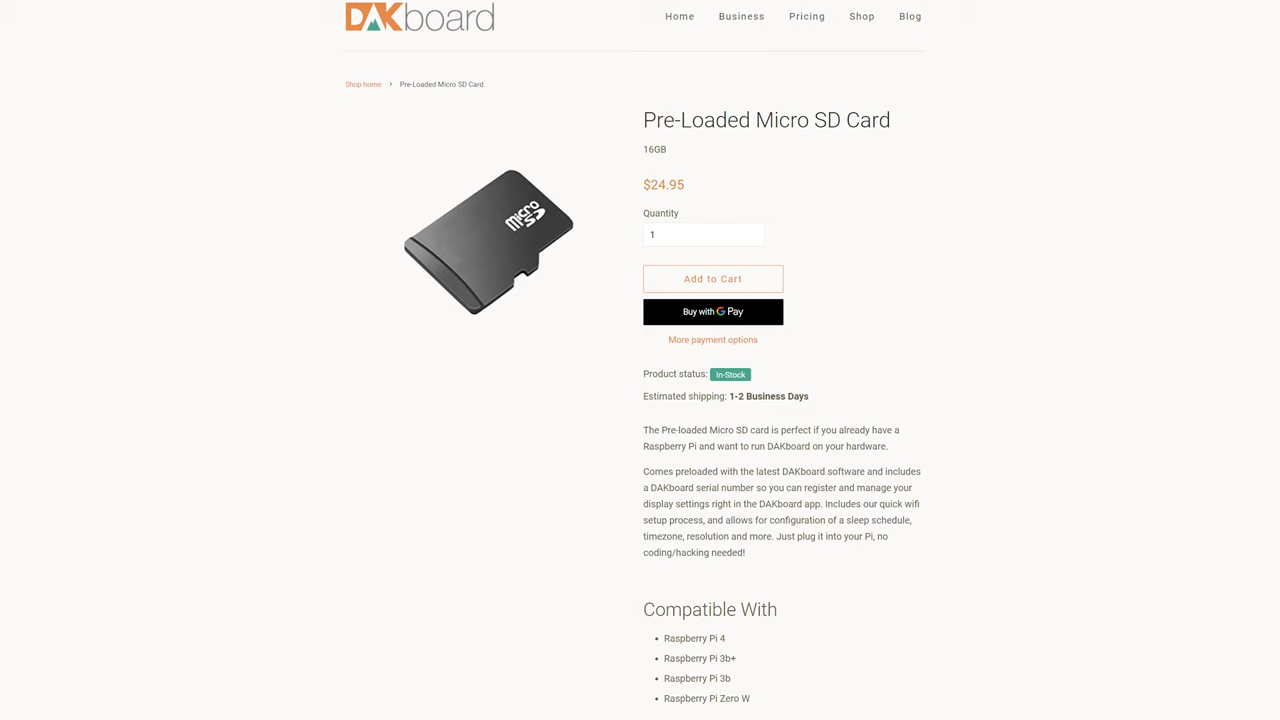 DAKboard
Home Business Pricing Shop Blog
Shop home › Pre-Loaded Micro SD Card
Pre-Loaded Micro SD Card
16GB
$24.95
Quantity
1
Add to Cart
Buy with G Pay
More payment options
Product status: In-Stock
Estimated shipping: 1-2 Business Days
The Pre-loaded Micro SD card is perfect if you already have a
Raspberry Pi and want to run DAKboard on your hardware.
Comes preloaded with the latest DAKboard software and includes
a DAKboard serial number so you can register and manage your
display settings right in the DAKboard app. Includes our quick wifi
setup process, and allows for configuration of a sleep schedule,
timezone, resolution and more. Just plug it into your Pi, no
coding/hacking needed!
Compatible With
• Raspberry Pi 4
• Raspberry Pi 3b+
• Raspberry Pi 3b
• Raspberry Pi Zero W
micro
SD